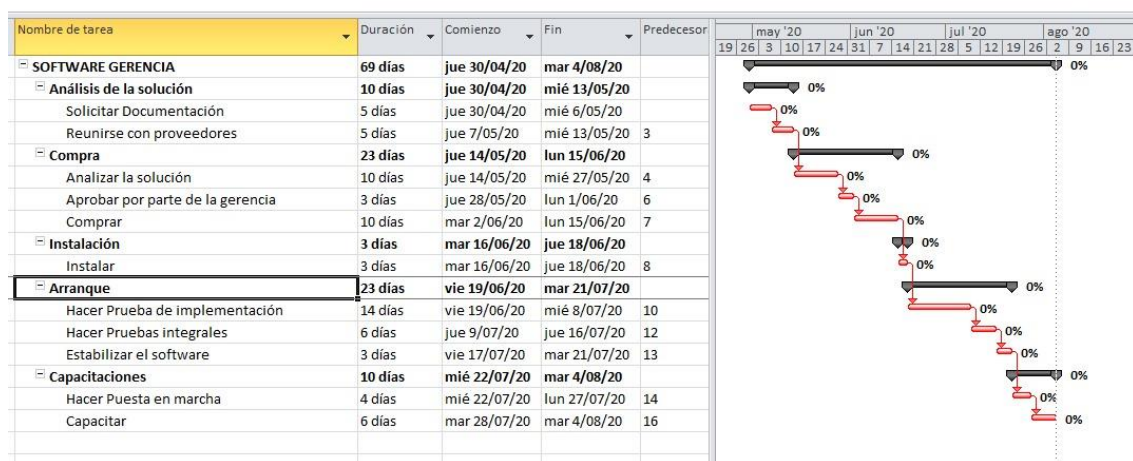 Nombre de tarea Duración Comienzo Fin Predecesor
may '20 jun '20 jul '20 ago '20
19 26 3 10 17 24 31 7 14 21 28 5 12 19 26 2 9 16 23
SOFTWARE GERENCIA 69 días jue 30/04/20 mar 4/08/20 0%
Análisis de la solución 10 días jue 30/04/20 mié 13/05/20 0%
Solicitar Documentación 5 días jue 30/04/20 mié 6/05/20 0%
Reunirse con proveedores 5 días jue 7/05/20 mié 13/05/20 3 0%
Compra 23 días jue 14/05/20 lun 15/06/20 0%
Analizar la solución 10 días jue 14/05/20 mié 27/05/20 4 0%
Aprobar por parte de la gerencia 3 días jue 28/05/20 lun 1/06/20 6 0%
Comprar 10 días mar 2/06/20 lun 15/06/20 7 0%
Instalación 3 días mar 16/06/20 jue 18/06/20 0%
Instalar 3 días mar 16/06/20 jue 18/06/20 8 0%
Arranque 23 días vie 19/06/20 mar 21/07/20 0%
Hacer Prueba de implementación 14 días vie 19/06/20 mié 8/07/20 10 0%
Hacer Pruebas integrales 6 días jue 9/07/20 jue 16/07/20 12 0%
Estabilizar el software 3 días vie 17/07/20 mar 21/07/20 13 0%
Capacitaciones 10 días mié 22/07/20 mar 4/08/20 0%
Hacer Puesta en marcha 4 días mié 22/07/20 lun 27/07/20 14 0%
Capacitar 6 días mar 28/07/20 mar 4/08/20 16 0%